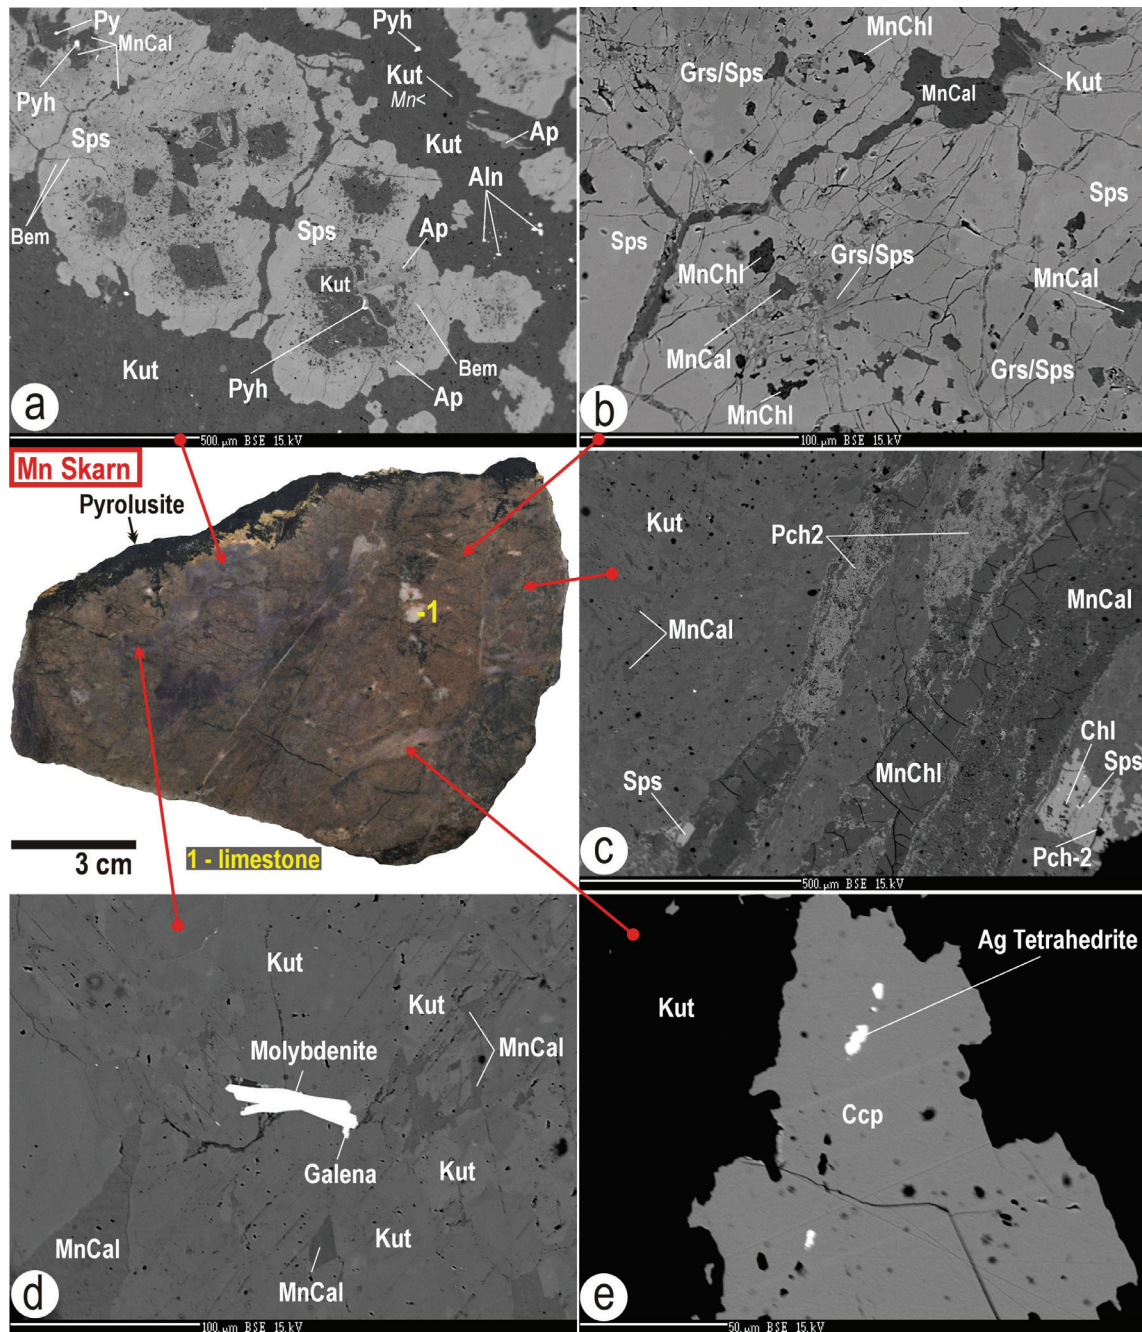 Py
MnCal
Pyh
Pyh
Kut
Mn<
Ap
Sps
Kut
Aln
Bem
Sps
Ap
Kut
Kut
Pyh
Bem
Ap
a
500.µm BSE 15.kV
MnChl
Grs/Sps
MnCal
Kut
Sps
Sps
MnChl
Grs/Sps
MnCal
MnCal
Grs/Sps
MnChl
b
100.µm BSE 15.kV
Mn Skarn
Pyrolusite
-1
3 cm
1 - limestone
Kut
Pch2
MnCal
MnCal
Chl
Sps
MnChl
Sps
Pch-2
c
500.µm BSE 15.kV
Kut
Kut
MnCal
Molybdenite
Galena
Kut
MnCal
Kut
MnCal
d
100.µm BSE 15.kV
Ag Tetrahedrite
Kut
Ccp
e
50.µm BSE 15.kV